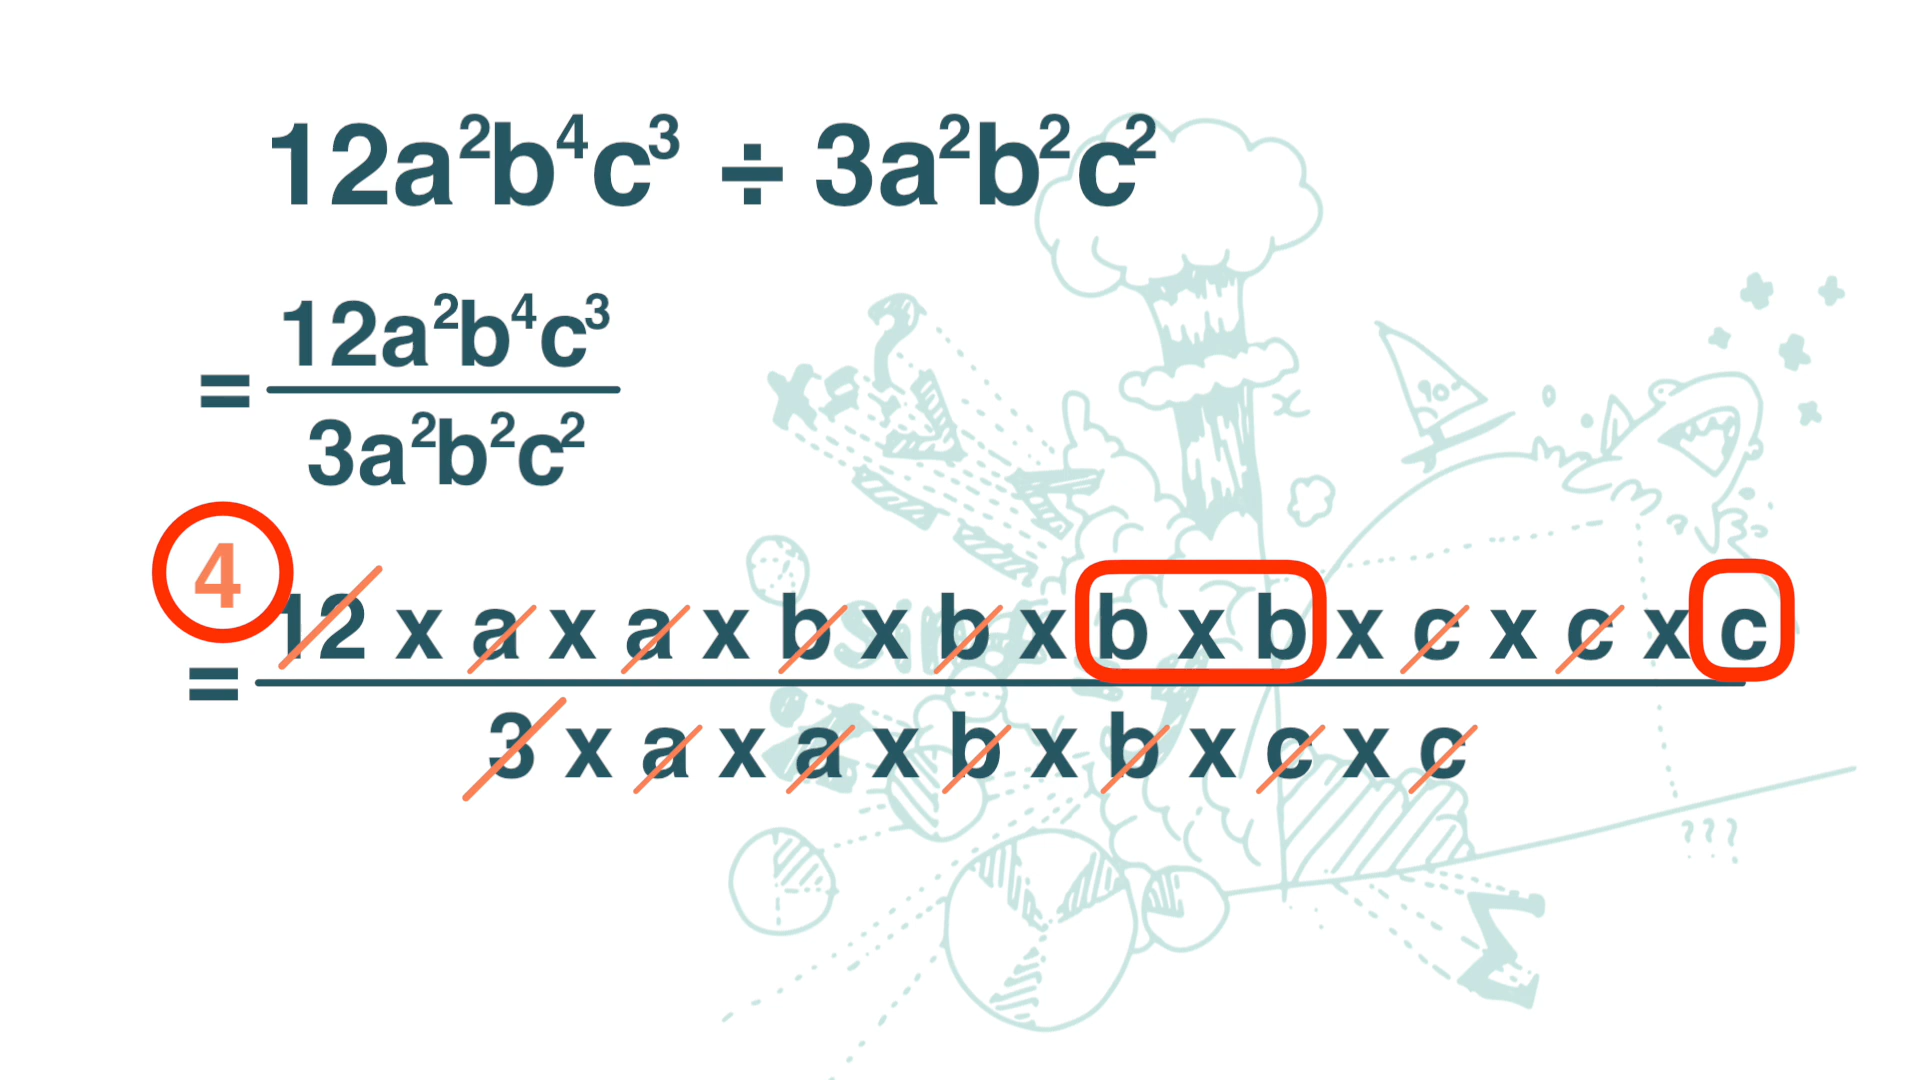 12a²b⁴c³ ÷ 3a²b²c²
= 12a²b⁴c³
3a²b²c²
4
= 12 x a x a x b x b x b x b x c x c x c
3 x a x a x b x b x c x c
???